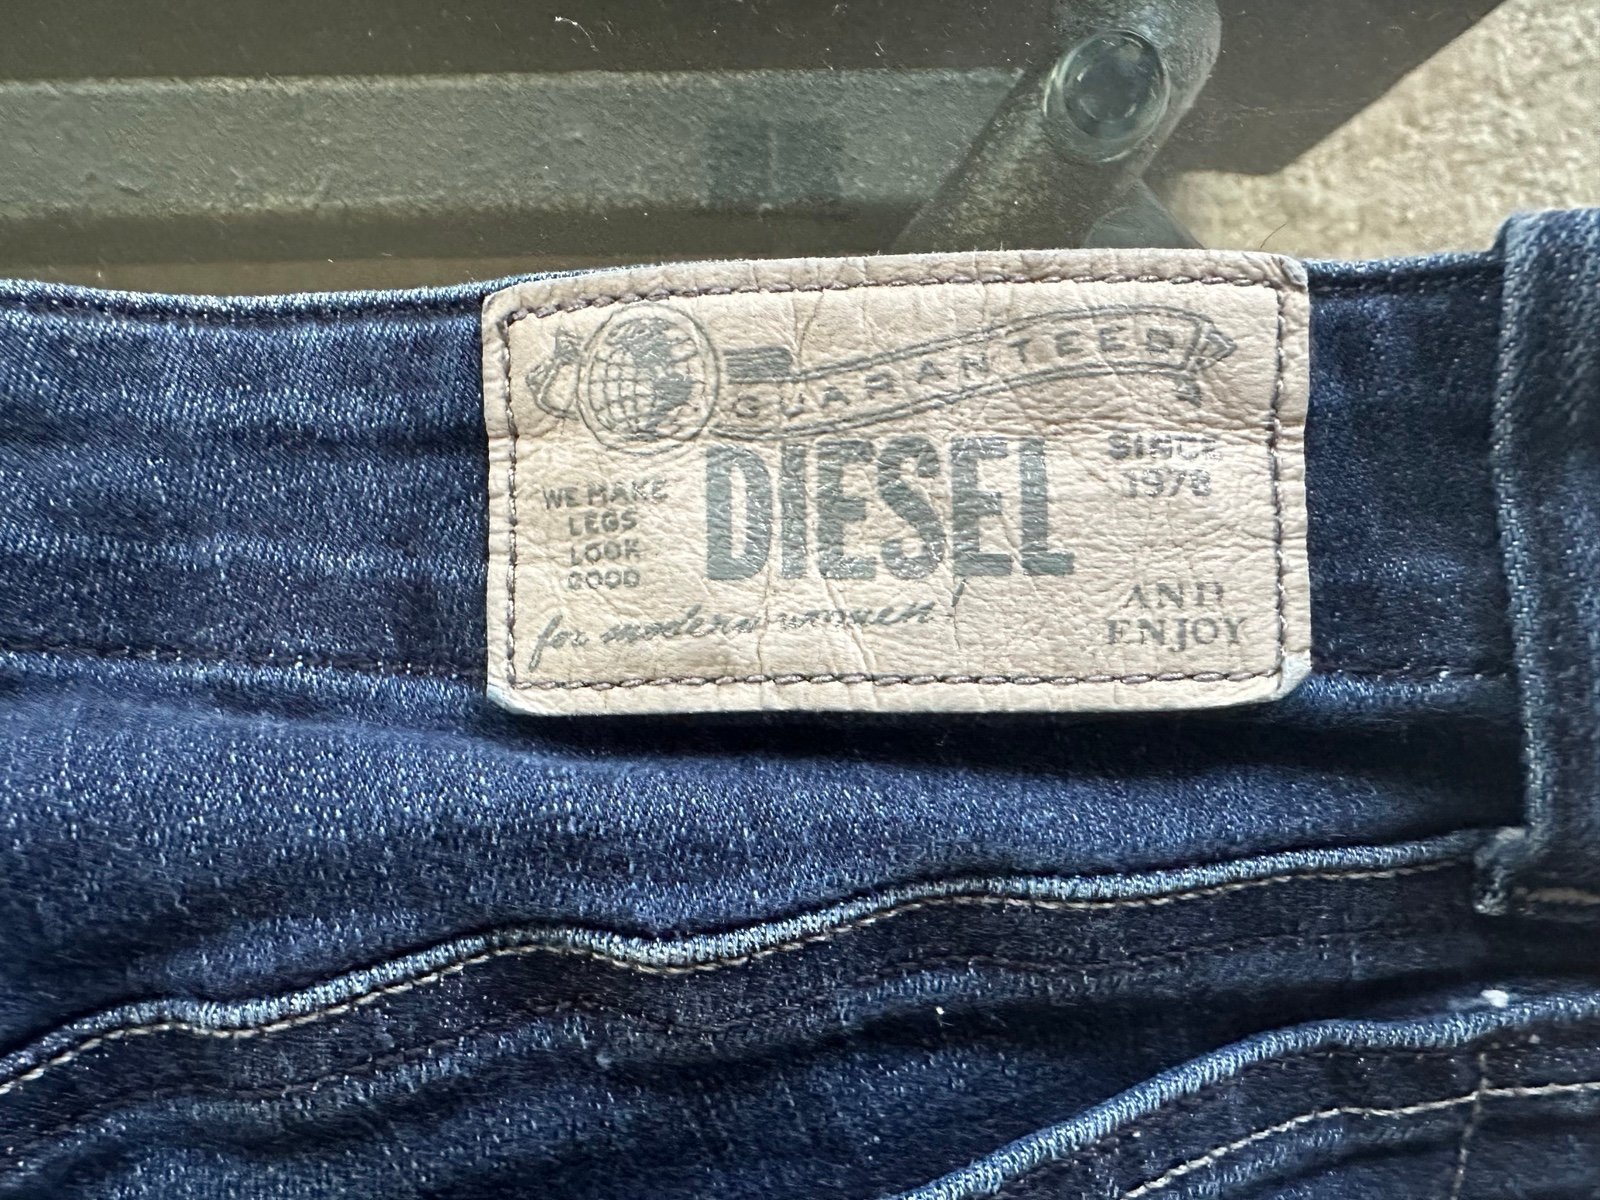 GUARANTEED
DIESEL
SINCE
1978
WE MAKE
LEGS
LOOK
GOOD
for modern women!
AND
ENJOY